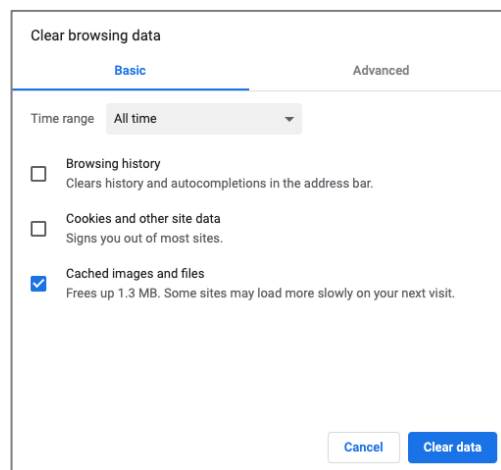 Clear browsing data
Basic Advanced
Time range All time
Browsing history
Clears history and autocompletions in the address bar.
Cookies and other site data
Signs you out of most sites.
Cached images and files
Frees up 1.3 MB. Some sites may load more slowly on your next visit.
Cancel Clear data